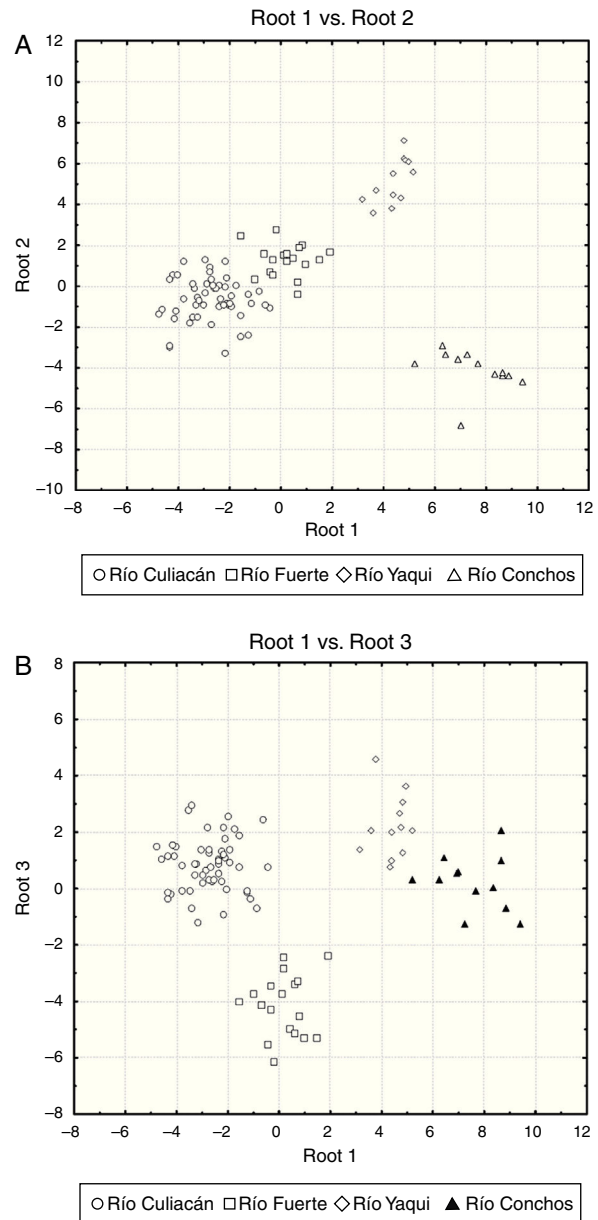 Root 1 vs. Root 2
A
12
10
8
6
4
2
0
−2
−4
−6
−8
−10
Root 2
−8 −6 −4 −2 0 2 4 6 8 10 12
Root 1
Río Culiacán Río Fuerte Río Yaqui Río Conchos
Root 1 vs. Root 3
B
8
6
4
2
0
−2
−4
−6
−8
Root 3
−8 −6 −4 −2 0 2 4 6 8 10 12
Root 1
Río Culiacán Río Fuerte Río Yaqui Río Conchos